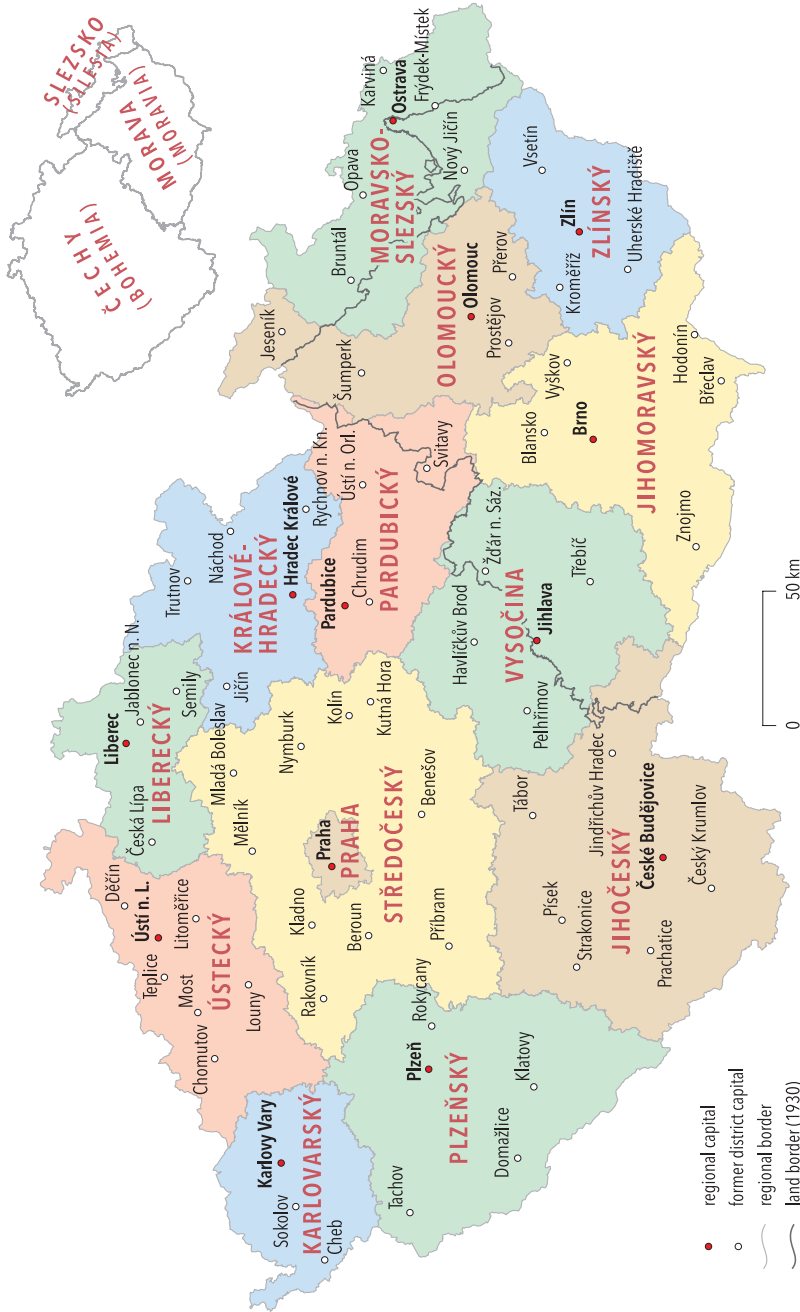 ČECHY
(BOHEMIA)
MORAVA
(MORAVIA)
SLEZSKO
(SILESIA)
KARLOVARSKÝ
Karlovy Vary
Sokolov
Cheb
ÚSTECKÝ
Děčín
Ústí n. L.
Teplice
Litoměřice
Most
Chomutov
Louny
LIBERECKÝ
Liberec
Jablonec n. N.
Česká Lípa
Semily
KRÁLOVÉ-
HRADECKÝ
Trutnov
Náchod
Jičín
Hradec Králové
Rychnov n. Kn.
PARDUBICKÝ
Pardubice
Chrudim
Ústí n. Orl.
Svitavy
STŘEDOČESKÝ
Mladá Boleslav
Mělník
Nymburk
Kolín
Kutná Hora
Kladno
Rakovník
Beroun
Benešov
Příbram
PRAHA
Praha
PLZEŇSKÝ
Plzeň
Rokycany
Tachov
Domažlice
Klatovy
JIHOČESKÝ
Tábor
Písek
Strakonice
Jindřichův Hradec
Prachatice
České Budějovice
Český Krumlov
VYSOČINA
Havlíčkův Brod
Žďár n. Sáz.
Jihlava
Pelhřimov
Třebíč
JIHOMORAVSKÝ
Blansko
Vyškov
Brno
Znojmo
Hodonín
Břeclav
OLOMOUCKÝ
Jeseník
Šumperk
Olomouc
Prostějov
Přerov
MORAVSKO-
SLEZSKÝ
Bruntál
Opava
Karviná
Ostrava
Frýdek-Místek
Nový Jičín
ZLÍNSKÝ
Vsetín
Zlín
Kroměříž
Uherské Hradiště
regional capital
former district capital
regional border
land border (1930)
0 50 km